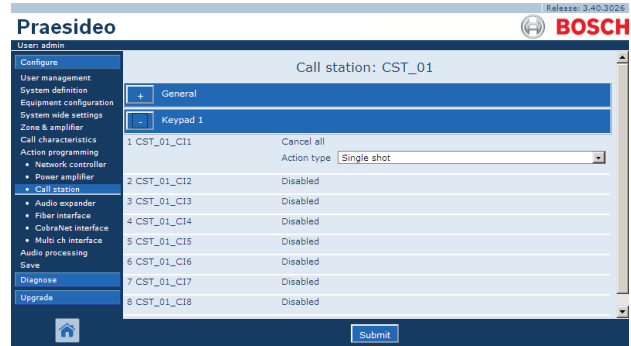 Release: 3.40.3026
Praesideo
BOSCH
User: admin
Configure
User management
System definition
Equipment configuration
System wide settings
Zone & amplifier
Call characteristics
Action programming
• Network controller
• Power amplifier
• Call station
• Audio expander
• Fiber interface
• CobraNet interface
• Multi ch interface
Audio processing
Save
Diagnose
Upgrade
Call station: CST_01
+ General
- Keypad 1
1 CST_01_CI1 Cancel all
Action type Single shot
2 CST_01_CI2 Disabled
3 CST_01_CI3 Disabled
4 CST_01_CI4 Disabled
5 CST_01_CI5 Disabled
6 CST_01_CI6 Disabled
7 CST_01_CI7 Disabled
8 CST_01_CI8 Disabled
Submit